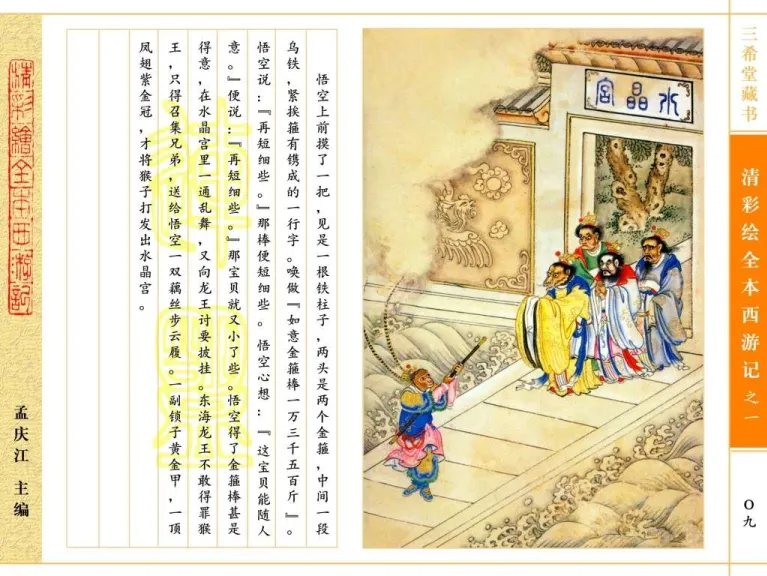 三希堂藏书
清彩绘全本西游记之一
〇九
水晶宫
悟空上前摸了一把，见是一根铁柱子，两头是两个金箍，中间一段
乌铁，紧挨箍有镌成的一行字。唤做『如意金箍棒一万三千五百斤』。
悟空说：『再短细些。』那棒便短细些。悟空心想：『这宝贝能随人
意。』便说：『再短细些。』那宝贝就又小了些。悟空得了金箍棒甚是
得意，在水晶宫里一通乱舞，又向龙王讨要披挂。东海龙王不敢得罪猴
王，只得召集兄弟，送给悟空一双藕丝步云履。一副锁子黄金甲，一顶
凤翅紫金冠，才将猴子打发出水晶宫。
清彩繪全本西游記
孟庆江 主编